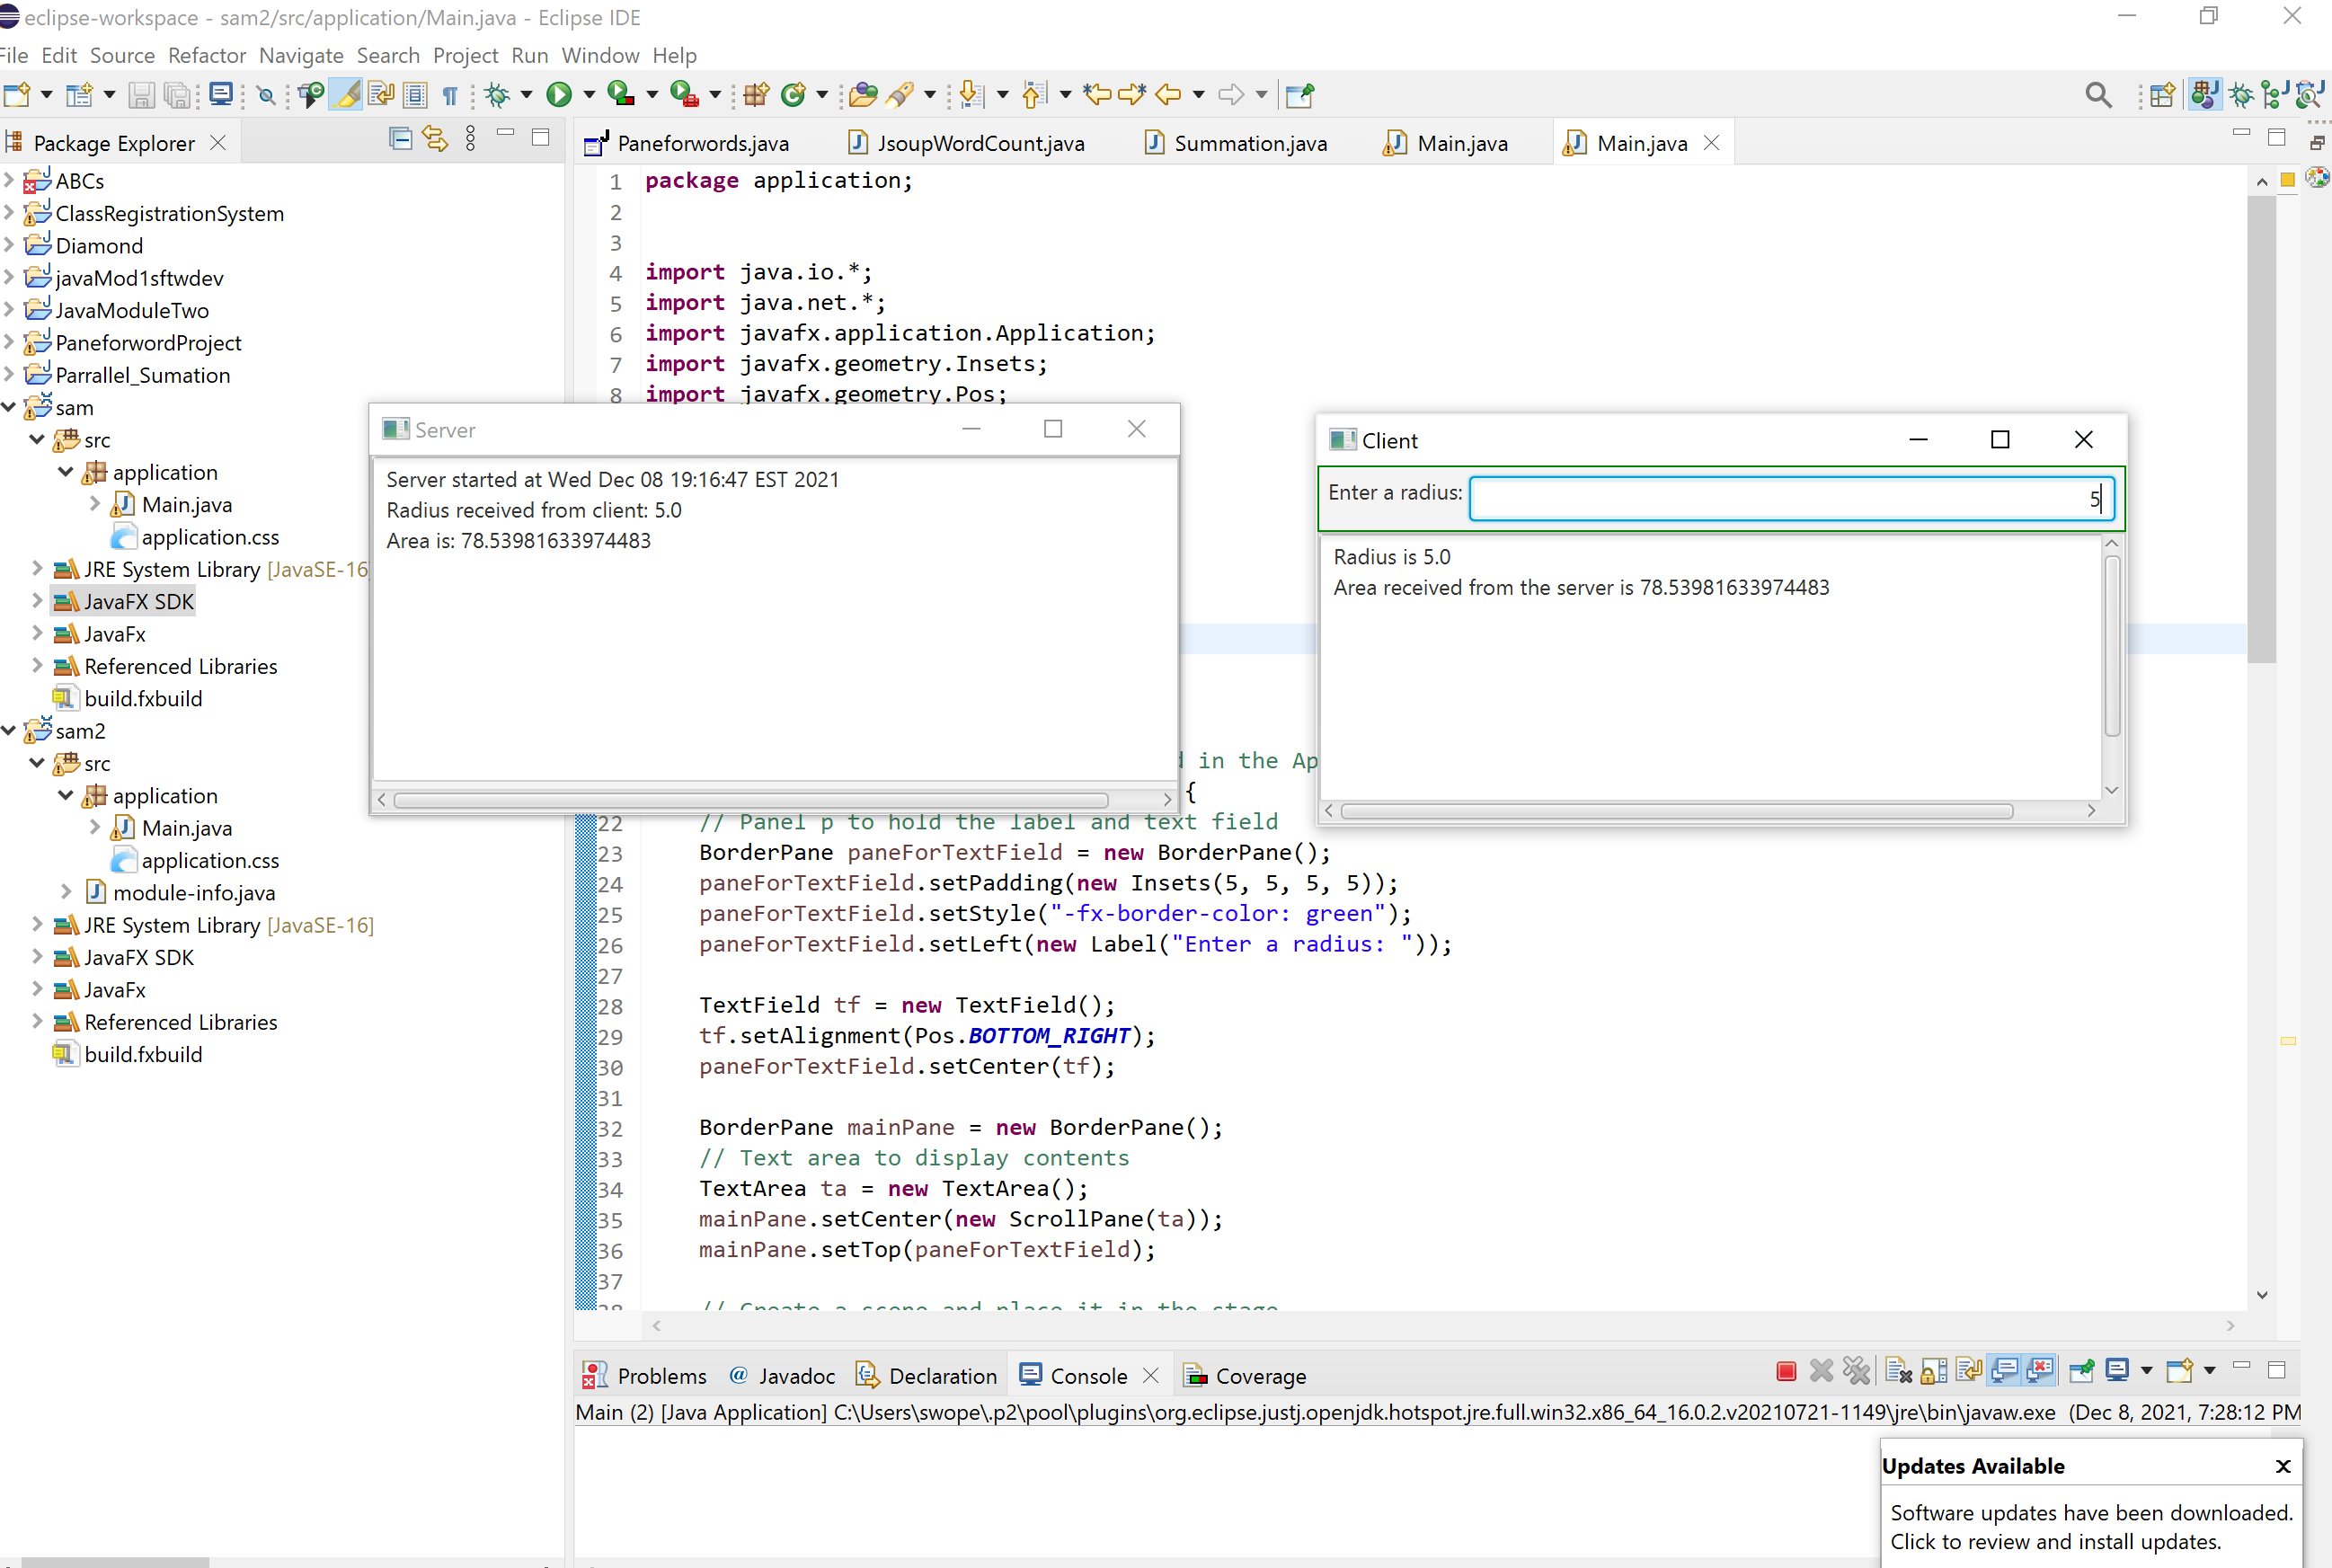 eclipse-workspace - sam2/src/application/Main.java - Eclipse IDE
File Edit Source Refactor Navigate Search Project Run Window Help
Package Explorer
ABCs
ClassRegistrationSystem
Diamond
javaMod1sftwdev
JavaModuleTwo
PaneforwordProject
Parrallel_Sumation
sam
src
application
Main.java
application.css
JRE System Library [JavaSE-16
JavaFX SDK
JavaFx
Referenced Libraries
build.fxbuild
sam2
src
application
Main.java
application.css
module-info.java
JRE System Library [JavaSE-16]
JavaFX SDK
JavaFx
Referenced Libraries
build.fxbuild
Paneforwords.java JsoupWordCount.java Summation.java Main.java Main.java
1 package application;
2
3
4 import java.io.*;
5 import java.net.*;
6 import javafx.application.Application;
7 import javafx.geometry.Insets;
8 import javafx.geometry.Pos;
Server
Server started at Wed Dec 08 19:16:47 EST 2021
Radius received from client: 5.0
Area is: 78.53981633974483
Client
Enter a radius: 5
Radius is 5.0
Area received from the server is 78.53981633974483
in the Ap
{
22 // Panel p to hold the label and text field
23 BorderPane paneForTextField = new BorderPane();
24 paneForTextField.setPadding(new Insets(5, 5, 5, 5));
25 paneForTextField.setStyle("-fx-border-color: green");
26 paneForTextField.setLeft(new Label("Enter a radius: "));
27
28 TextField tf = new TextField();
29 tf.setAlignment(Pos.BOTTOM_RIGHT);
30 paneForTextField.setCenter(tf);
31
32 BorderPane mainPane = new BorderPane();
33 // Text area to display contents
34 TextArea ta = new TextArea();
35 mainPane.setCenter(new ScrollPane(ta));
36 mainPane.setTop(paneForTextField);
37
38 // Create a scene and place it in the stage
Problems @ Javadoc Declaration Console Coverage
Main (2) [Java Application] C:\Users\swope\.p2\pool\plugins\org.eclipse.justj.openjdk.hotspot.jre.full.win32.x86_64_16.0.2.v20210721-1149\jre\bin\javaw.exe (Dec 8, 2021, 7:28:12 PM
Updates Available
Software updates have been downloaded.
Click to review and install updates.